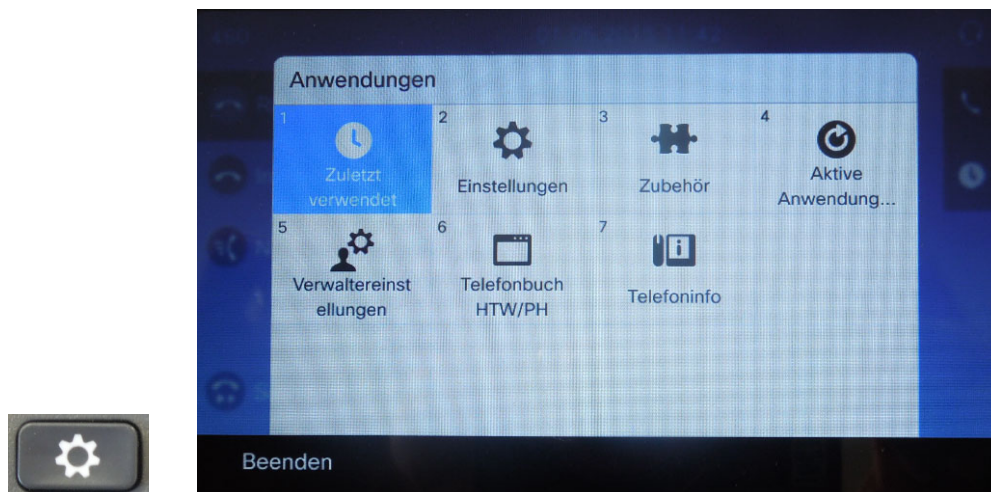 Anwendungen
1
Zuletzt
verwendet
2
Einstellungen
3
Zubehör
4
Aktive
Anwendung...
5
Verwaltereinst
ellungen
6
Telefonbuch
HTW/PH
7
Telefoninfo
Beenden